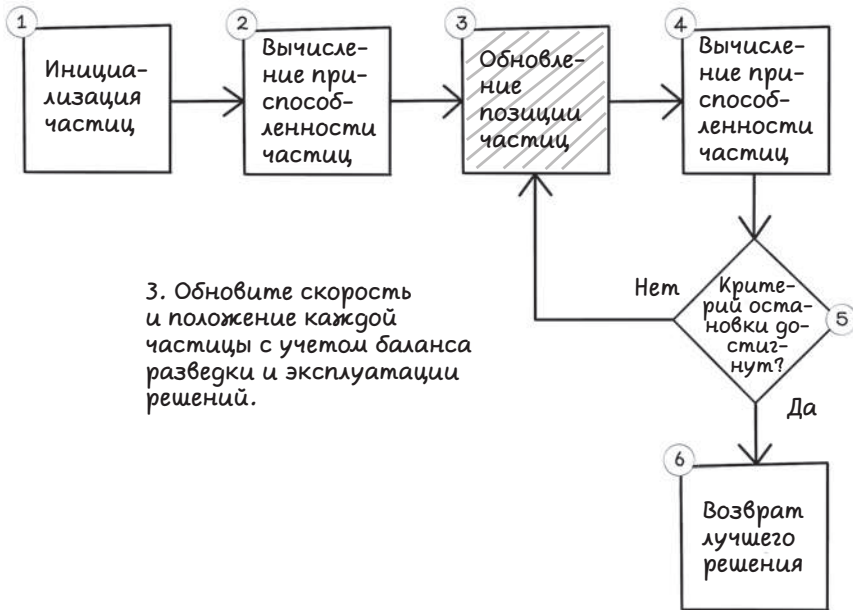 1
Инициа-
лизация
частиц
2
Вычисле-
ние при-
способ-
ленности
частиц
3
Обновле-
ние
позиции
частиц
4
Вычисле-
ние при-
способ-
ленности
частиц
3. Обновите скорость
и положение каждой
частицы с учетом баланса
разведки и эксплуатации
решений.
Нет
Крите-
рий оста-
новки до-
стиг-
нут?
5
Да
6
Возврат
лучшего
решения